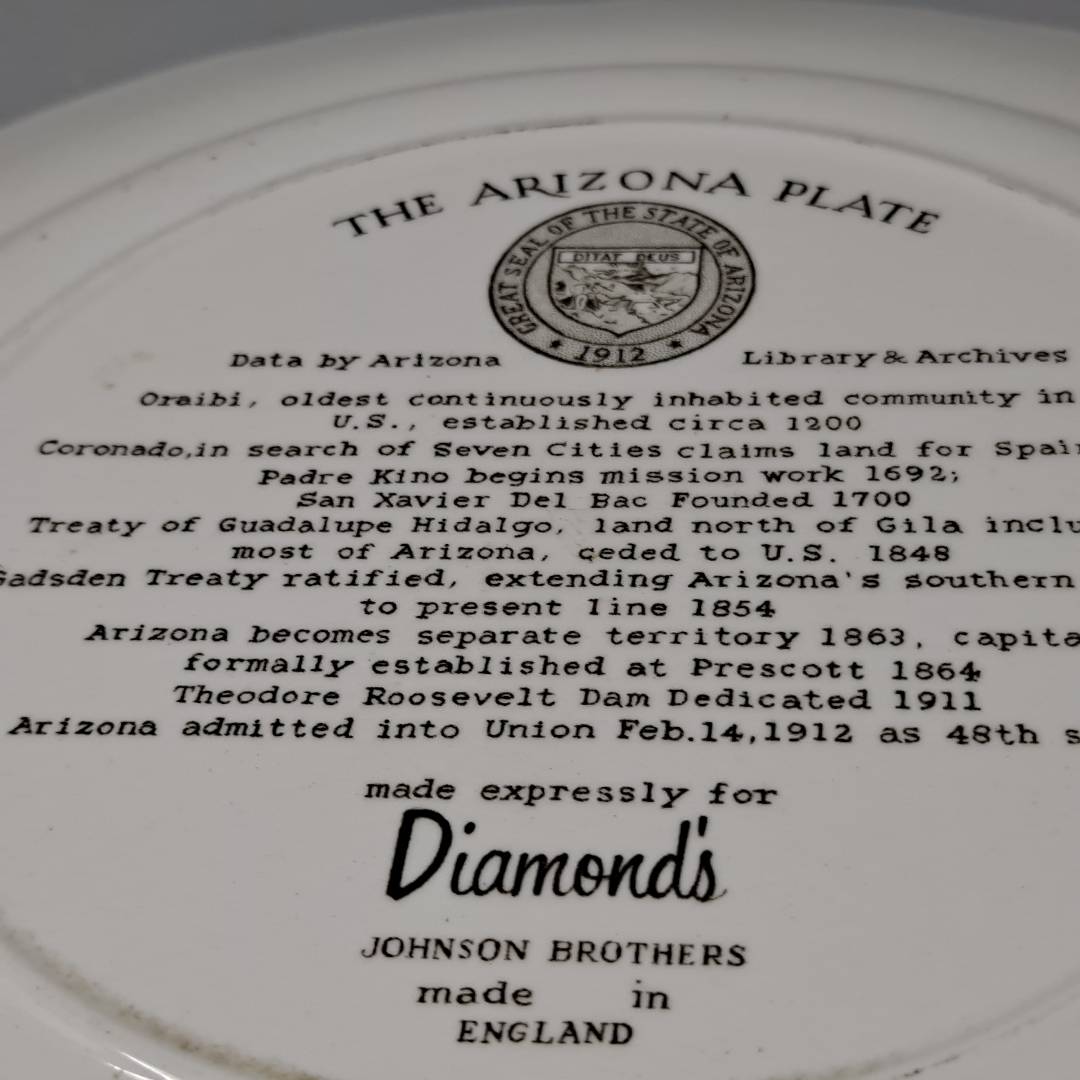 THE ARIZONA PLATE
GREAT SEAL OF THE STATE OF ARIZONA
DITAT DEUS
★ 1912 ★
Data by Arizona Library & Archives
Oraibi, oldest continuously inhabited community in
U.S., established circa 1200
Coronado,in search of Seven Cities claims land for Spai
Padre Kino begins mission work 1692;
San Xavier Del Bac Founded 1700
Treaty of Guadalupe Hidalgo, land north of Gila inclu
most of Arizona, ceded to U.S. 1848
Gadsden Treaty ratified, extending Arizona's southern
to present line 1854
Arizona becomes separate territory 1863, capita
formally established at Prescott 1864
Theodore Roosevelt Dam Dedicated 1911
Arizona admitted into Union Feb.14,1912 as 48th s
made expressly for
Diamond's
JOHNSON BROTHERS
made in
ENGLAND